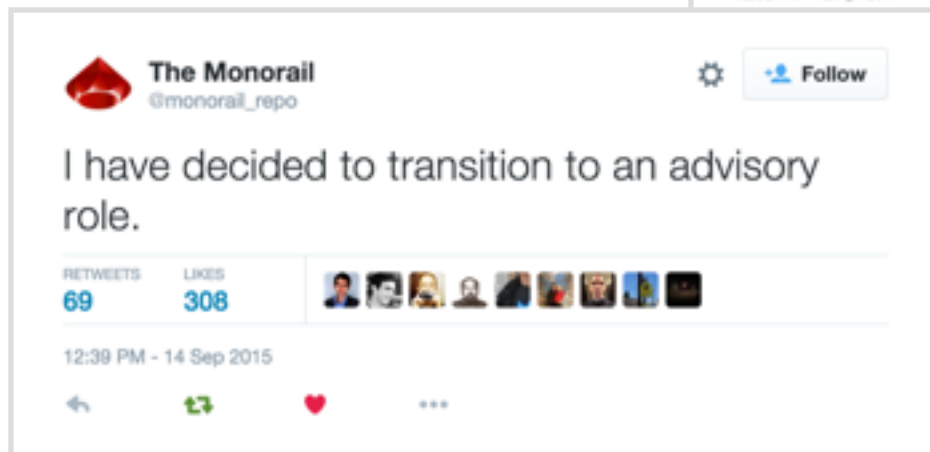 The Monorail
@monorail_repo
Follow
I have decided to transition to an advisory
role.
RETWEETS LIKES
69 308
12:39 PM - 14 Sep 2015